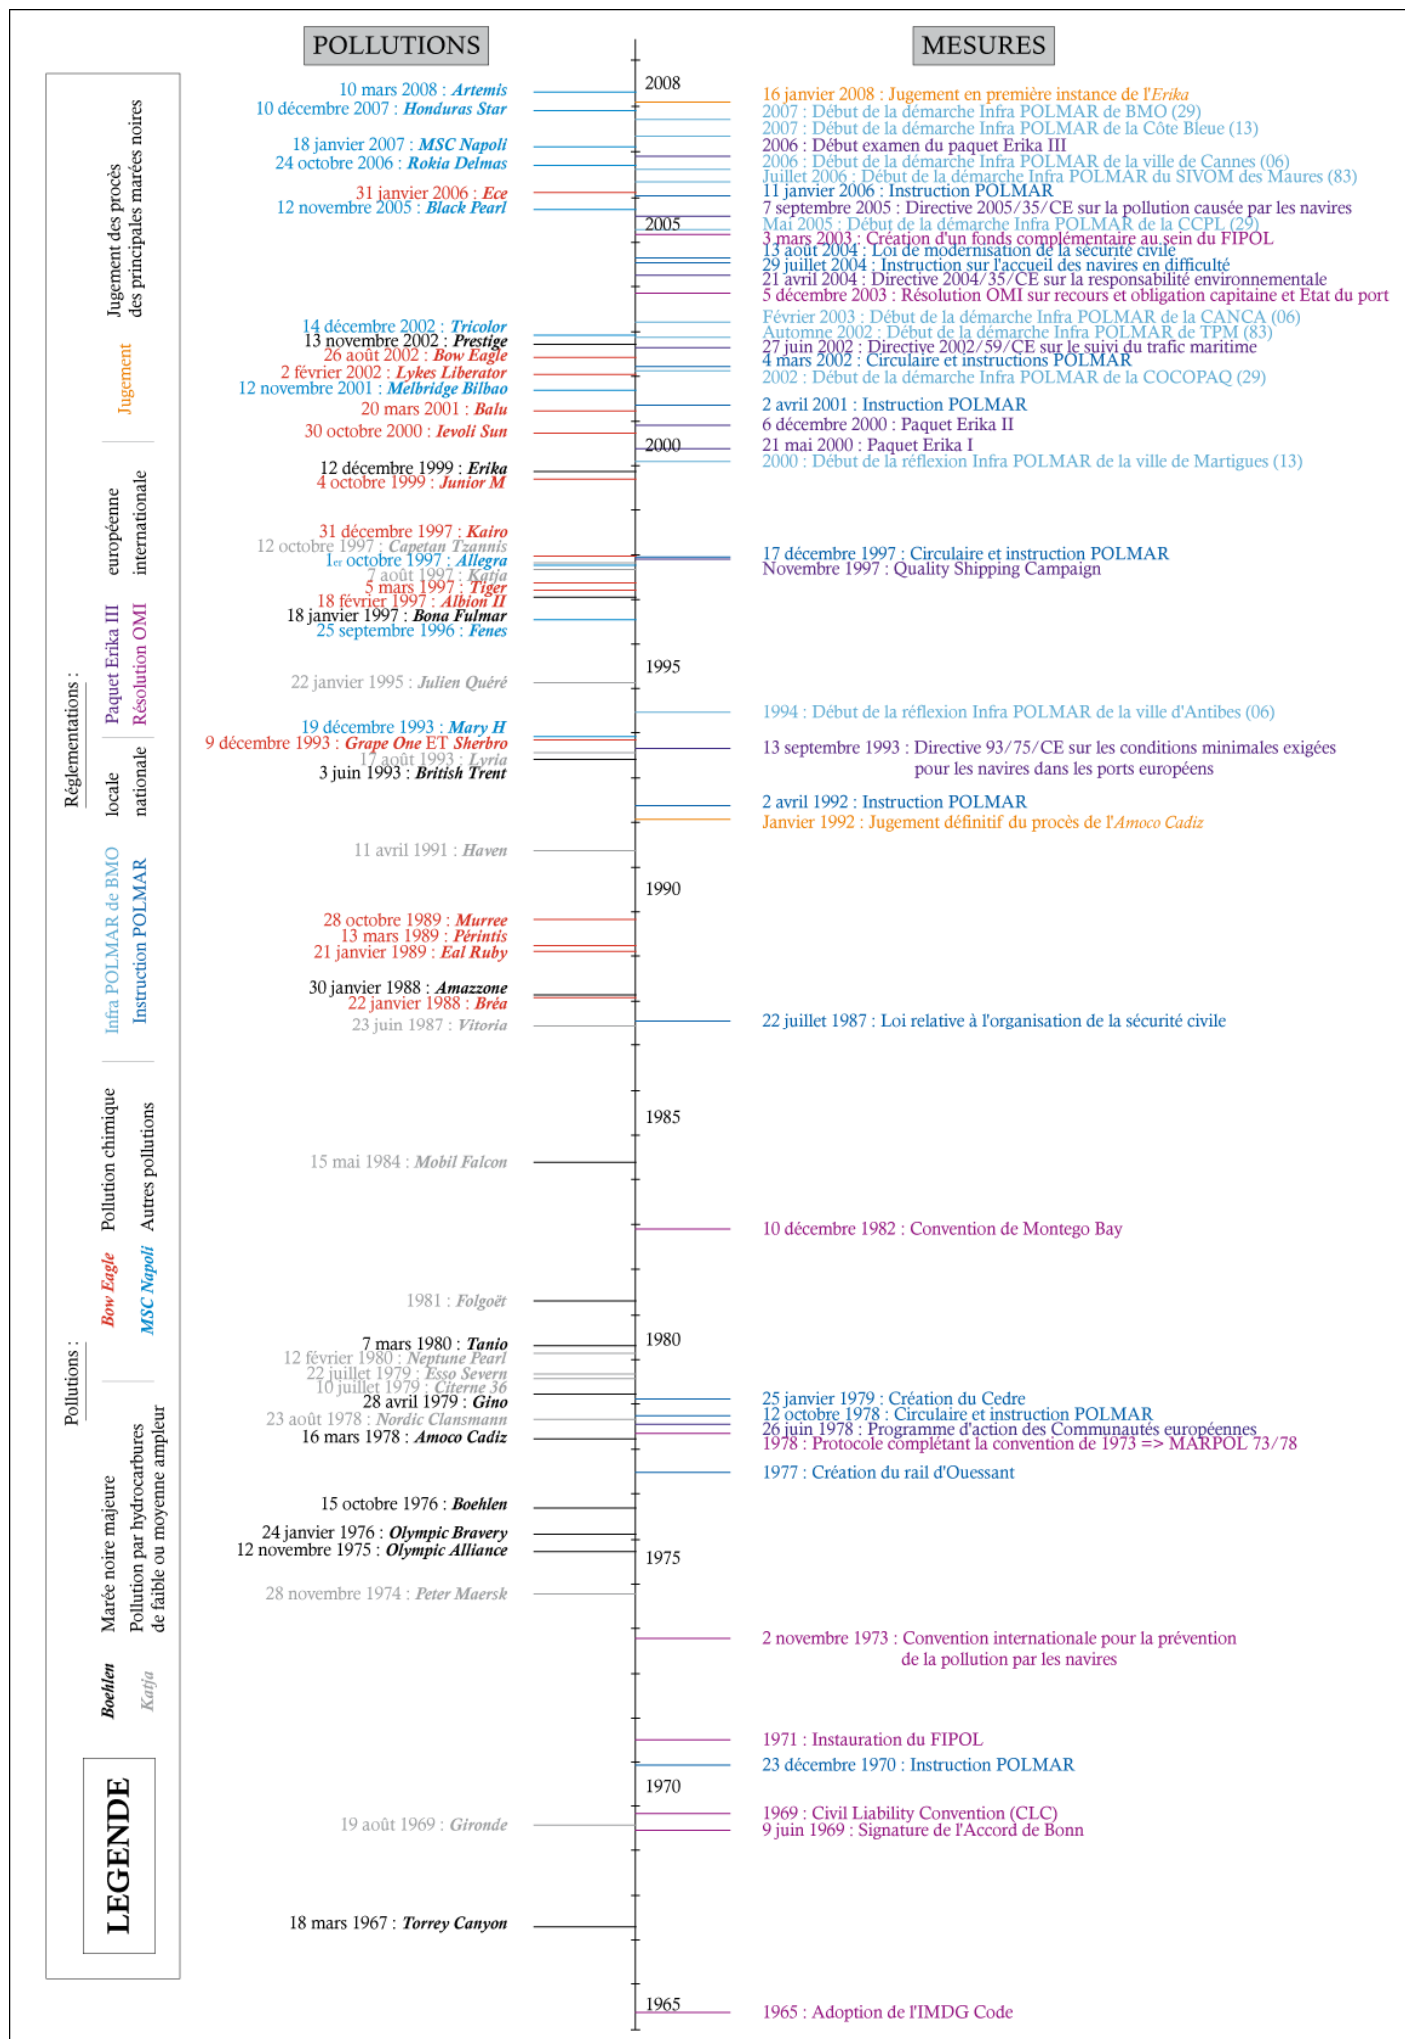 POLLUTIONS
MESURES
2008
10 mars 2008 : Artemis
10 décembre 2007 : Honduras Star
18 janvier 2007 : MSC Napoli
24 octobre 2006 : Rokia Delmas
31 janvier 2006 : Ece
12 novembre 2005 : Black Pearl
14 décembre 2002 : Tricolor
13 novembre 2002 : Prestige
26 août 2002 : Bow Eagle
2 février 2002 : Lykes Liberator
12 novembre 2001 : Melbridge Bilbao
20 mars 2001 : Balu
30 octobre 2000 : Ievoli Sun
12 décembre 1999 : Erika
4 octobre 1999 : Junior M
31 décembre 1997 : Kairo
12 octobre 1997 : Capetan Tzannis
1er octobre 1997 : Allegra
7 août 1997 : Katja
5 mars 1997 : Tiger
18 février 1997 : Albion II
18 janvier 1997 : Bona Fulmar
25 septembre 1996 : Fenes
22 janvier 1995 : Julien Quéré
19 décembre 1993 : Mary H
9 décembre 1993 : Grape One ET Sherbro
17 août 1993 : Lyria
3 juin 1993 : British Trent
11 avril 1991 : Haven
28 octobre 1989 : Murree
13 mars 1989 : Périntis
21 janvier 1989 : Eal Ruby
30 janvier 1988 : Amazzone
22 janvier 1988 : Bréa
23 juin 1987 : Vitoria
15 mai 1984 : Mobil Falcon
1981 : Folgoët
7 mars 1980 : Tanio
12 février 1980 : Neptune Pearl
22 juillet 1979 : Esso Severn
10 juillet 1979 : Citerne 36
28 avril 1979 : Gino
23 août 1978 : Nordic Clansmann
16 mars 1978 : Amoco Cadiz
15 octobre 1976 : Boehlen
24 janvier 1976 : Olympic Bravery
12 novembre 1975 : Olympic Alliance
28 novembre 1974 : Peter Maersk
19 août 1969 : Gironde
18 mars 1967 : Torrey Canyon
2005
2000
1995
1990
1985
1980
1975
1970
1965
16 janvier 2008 : Jugement en première instance de l'Erika
2007 : Début de la démarche Infra POLMAR de BMO (29)
2007 : Début de la démarche Infra POLMAR de la Côte Bleue (13)
2006 : Début examen du paquet Erika III
2006 : Début de la démarche Infra POLMAR de la ville de Cannes (06)
Juillet 2006 : Début de la démarche Infra POLMAR du SIVOM des Maures (83)
11 janvier 2006 : Instruction POLMAR
7 septembre 2005 : Directive 2005/35/CE sur la pollution causée par les navires
Mai 2005 : Début de la démarche Infra POLMAR de la CCPL (29)
3 mars 2003 : Création d'un fonds complémentaire au sein du FIPOL
13 août 2004 : Loi de modernisation de la sécurité civile
29 juillet 2004 : Instruction sur l'accueil des navires en difficulté
21 avril 2004 : Directive 2004/35/CE sur la responsabilité environnementale
5 décembre 2003 : Résolution OMI sur recours et obligation capitaine et Etat du port
Février 2003 : Début de la démarche Infra POLMAR de la CANCA (06)
Automne 2002 : Début de la démarche Infra POLMAR de TPM (83)
27 juin 2002 : Directive 2002/59/CE sur le suivi du trafic maritime
4 mars 2002 : Circulaire et instructions POLMAR
2002 : Début de la démarche Infra POLMAR de la COCOPAQ (29)
2 avril 2001 : Instruction POLMAR
6 décembre 2000 : Paquet Erika II
21 mai 2000 : Paquet Erika I
2000 : Début de la réflexion Infra POLMAR de la ville de Martigues (13)
17 décembre 1997 : Circulaire et instruction POLMAR
Novembre 1997 : Quality Shipping Campaign
1994 : Début de la réflexion Infra POLMAR de la ville d'Antibes (06)
13 septembre 1993 : Directive 93/75/CE sur les conditions minimales exigées
pour les navires dans les ports européens
2 avril 1992 : Instruction POLMAR
Janvier 1992 : Jugement définitif du procès de l'Amoco Cadiz
22 juillet 1987 : Loi relative à l'organisation de la sécurité civile
10 décembre 1982 : Convention de Montego Bay
25 janvier 1979 : Création du Cedre
12 octobre 1978 : Circulaire et instruction POLMAR
26 juin 1978 : Programme d'action des Communautés européennes
1978 : Protocole complétant la convention de 1973 => MARPOL 73/78
1977 : Création du rail d'Ouessant
2 novembre 1973 : Convention internationale pour la prévention
de la pollution par les navires
1971 : Instauration du FIPOL
23 décembre 1970 : Instruction POLMAR
1969 : Civil Liability Convention (CLC)
9 juin 1969 : Signature de l'Accord de Bonn
1965 : Adoption de l'IMDG Code
LEGENDE
Pollutions :
Boehlen Marée noire majeure
Katja Pollution par hydrocarbures
de faible ou moyenne ampleur
Bow Eagle Pollution chimique
MSC Napoli Autres pollutions
Réglementations :
Infra POLMAR de BMO locale
Instruction POLMAR nationale
Paquet Erika III européenne
Résolution OMI internationale
Jugement Jugement des procès
des principales marées noires